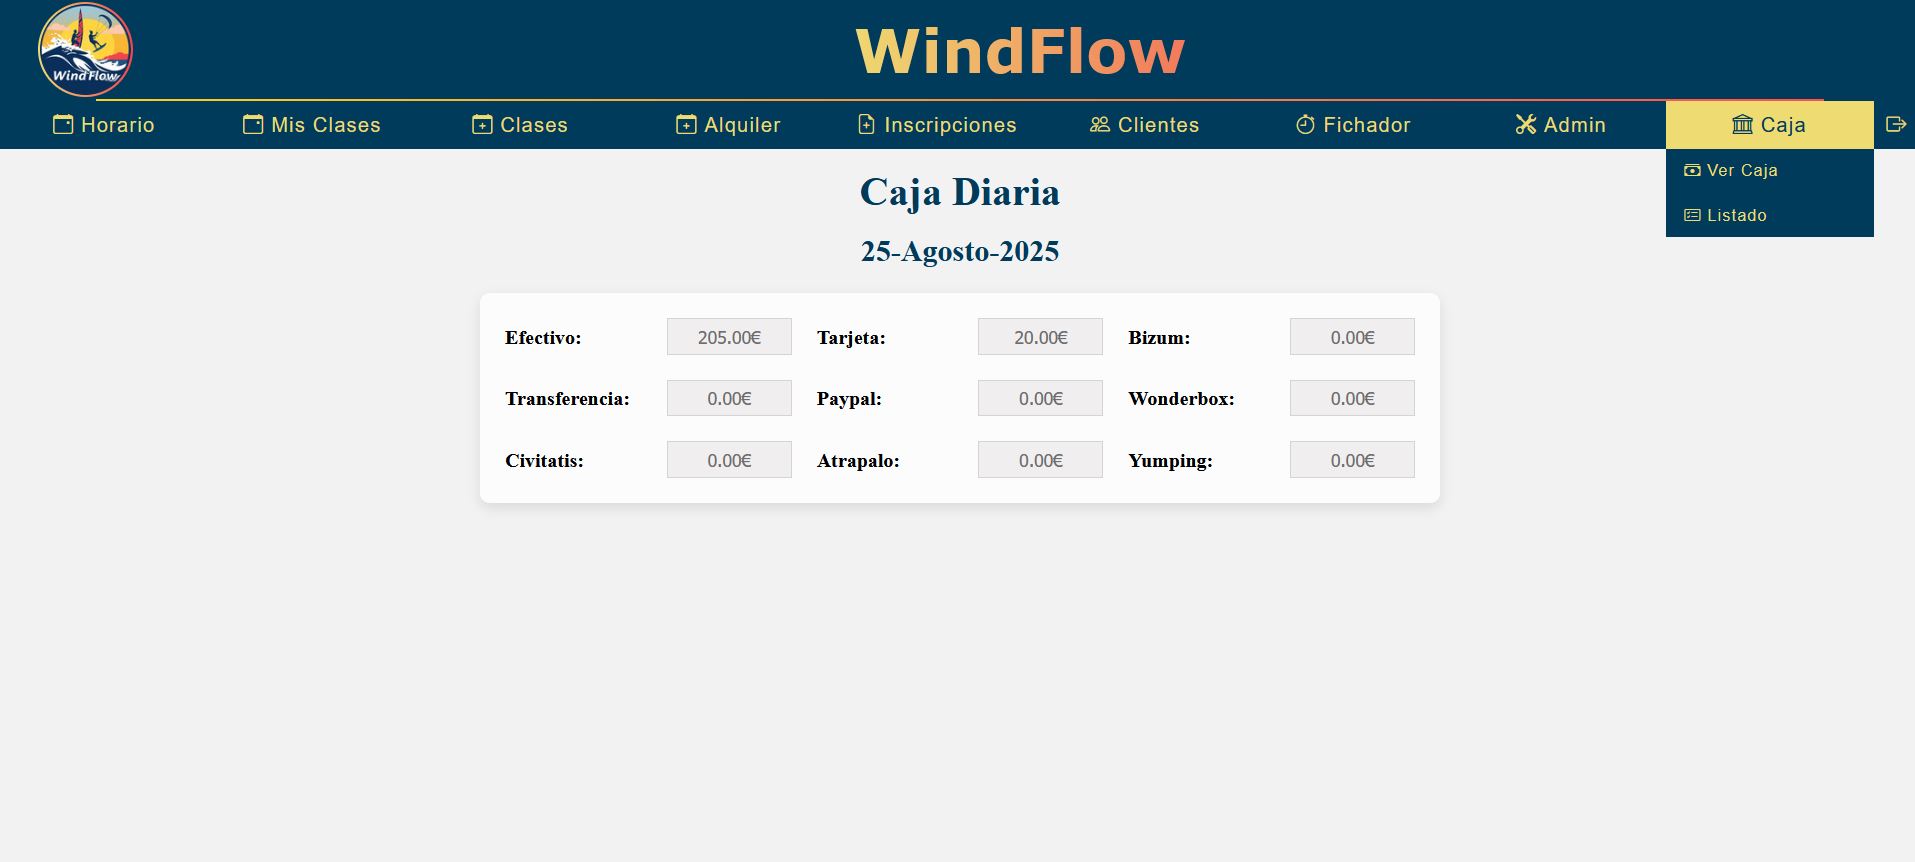 WindFlow
WindFlow
Horario Mis Clases Clases Alquiler Inscripciones Clientes Fichador Admin Caja
Ver Caja
Listado
Caja Diaria
25-Agosto-2025
Efectivo: 205.00€ Tarjeta: 20.00€ Bizum: 0.00€
Transferencia: 0.00€ Paypal: 0.00€ Wonderbox: 0.00€
Civitatis: 0.00€ Atrapalo: 0.00€ Yumping: 0.00€